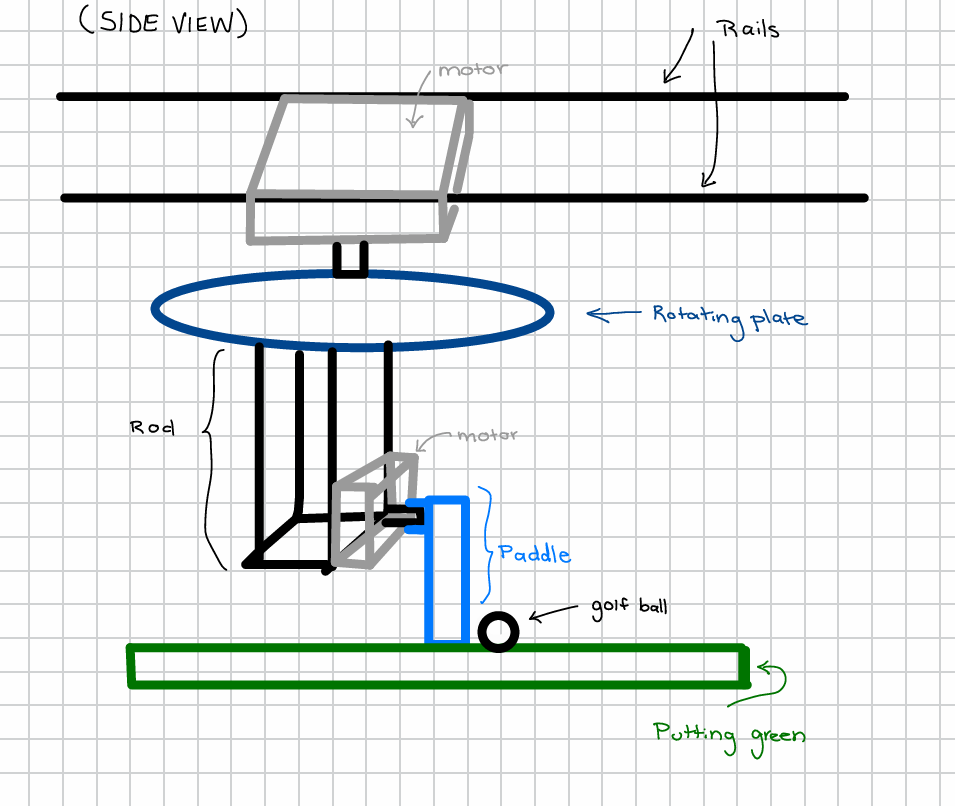 (SIDE VIEW)
Rails
motor
Rotating plate
Rod
motor
Paddle
golf ball
Putting green